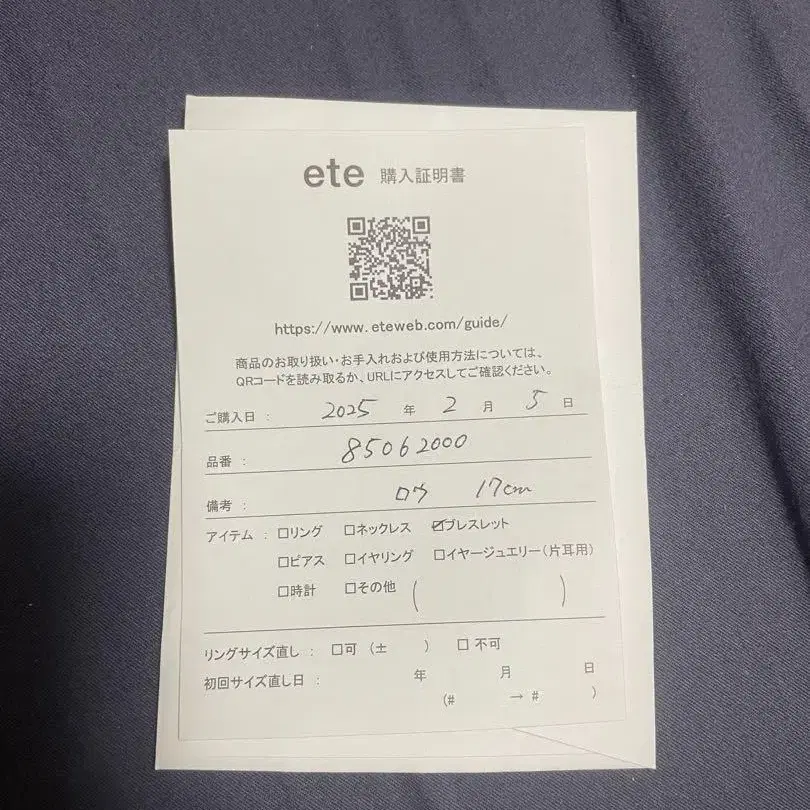 ete 購入証明書
https://www.eteweb.com/guide/
商品のお取り扱い・お手入れおよび使用方法については、
QRコードを読み取るか、URLにアクセスしてご確認ください。
ご購入日 : 2025 年 2 月 5 日
品番 : 85062000
備考 : ロウ 17cm
アイテム : □リング □ネックレス ☑ブレスレット
□ピアス □イヤリング □イヤージュエリー(片耳用)
□時計 □その他 ( )
リングサイズ直し : □可 (± ) □ 不可
初回サイズ直し日 : 年 月 日
(# → # )